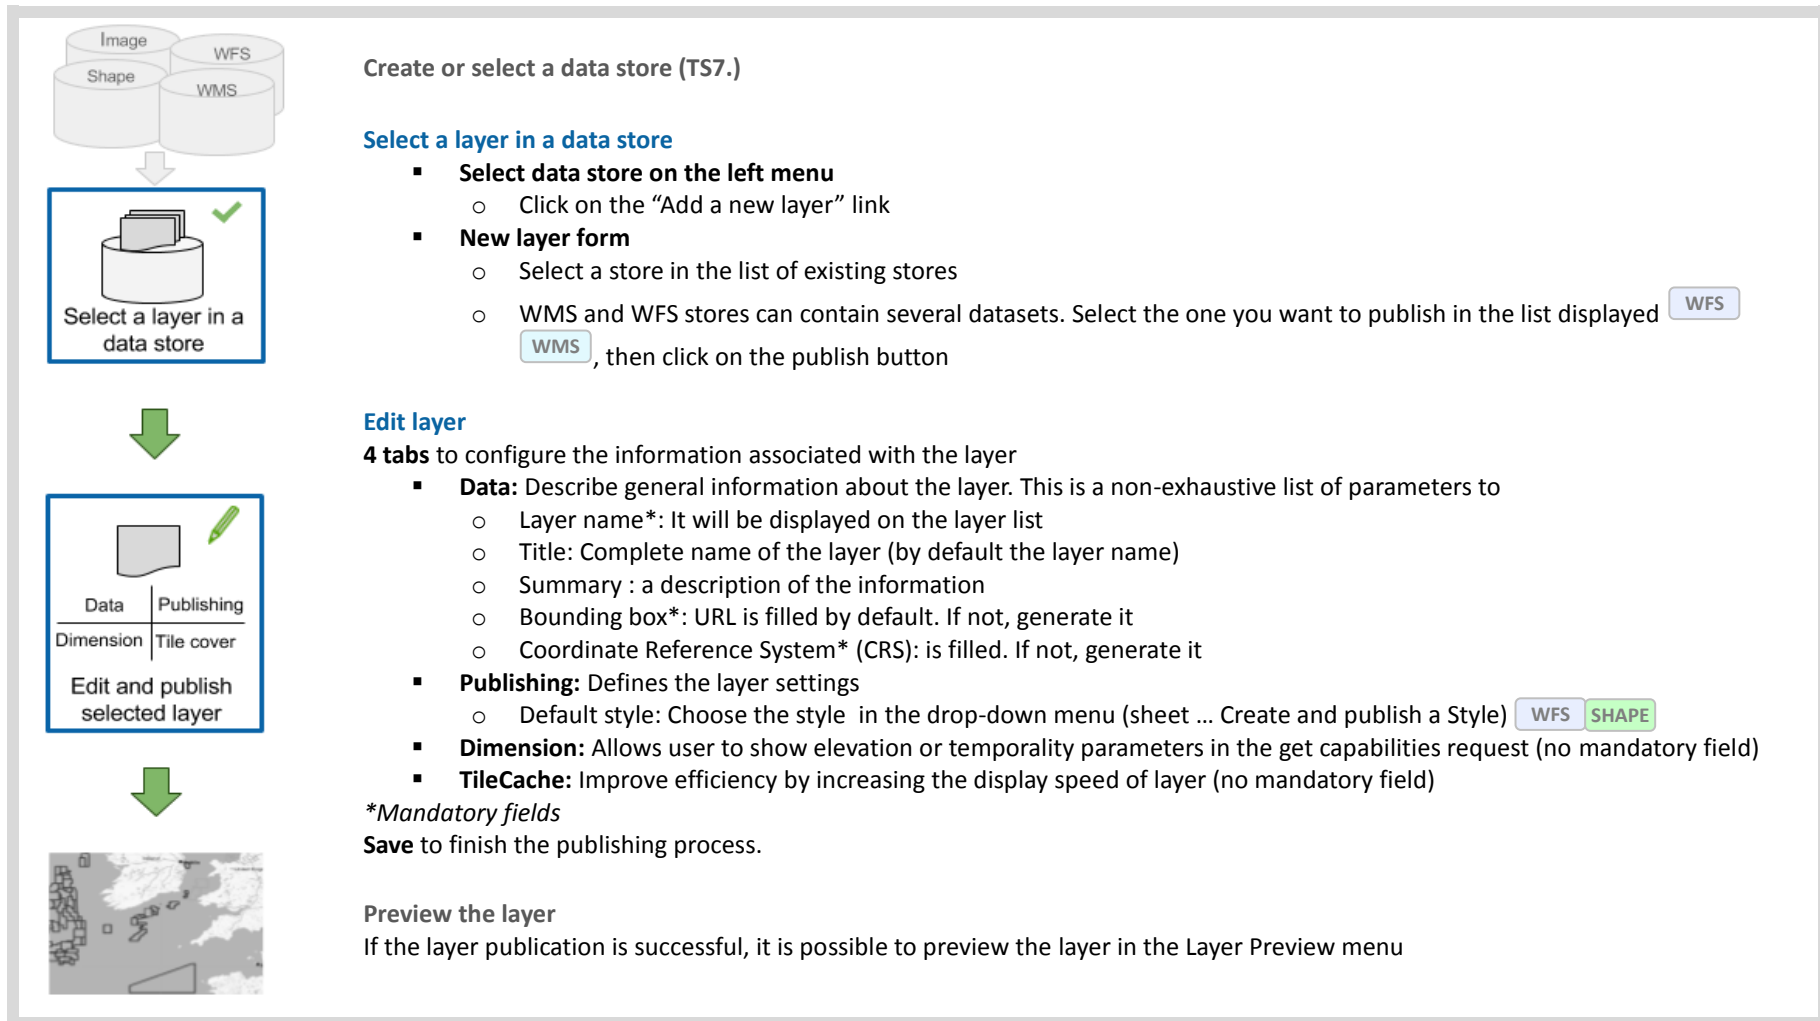 Image
WFS
Shape
WMS
Create or select a data store (TS7.)
Select a layer in a data store
▪ Select data store on the left menu
o Click on the “Add a new layer” link
▪ New layer form
o Select a store in the list of existing stores
o WMS and WFS stores can contain several datasets. Select the one you want to publish in the list displayed WFS
WMS , then click on the publish button
Select a layer in a
data store
Edit layer
4 tabs to configure the information associated with the layer
▪ Data: Describe general information about the layer. This is a non-exhaustive list of parameters to
o Layer name*: It will be displayed on the layer list
o Title: Complete name of the layer (by default the layer name)
o Summary : a description of the information
o Bounding box*: URL is filled by default. If not, generate it
o Coordinate Reference System* (CRS): is filled. If not, generate it
▪ Publishing: Defines the layer settings
o Default style: Choose the style in the drop-down menu (sheet ... Create and publish a Style) WFS SHAPE
▪ Dimension: Allows user to show elevation or temporality parameters in the get capabilities request (no mandatory field)
▪ TileCache: Improve efficiency by increasing the display speed of layer (no mandatory field)
*Mandatory fields
Save to finish the publishing process.
Data
Publishing
Dimension
Tile cover
Edit and publish
selected layer
Preview the layer
If the layer publication is successful, it is possible to preview the layer in the Layer Preview menu